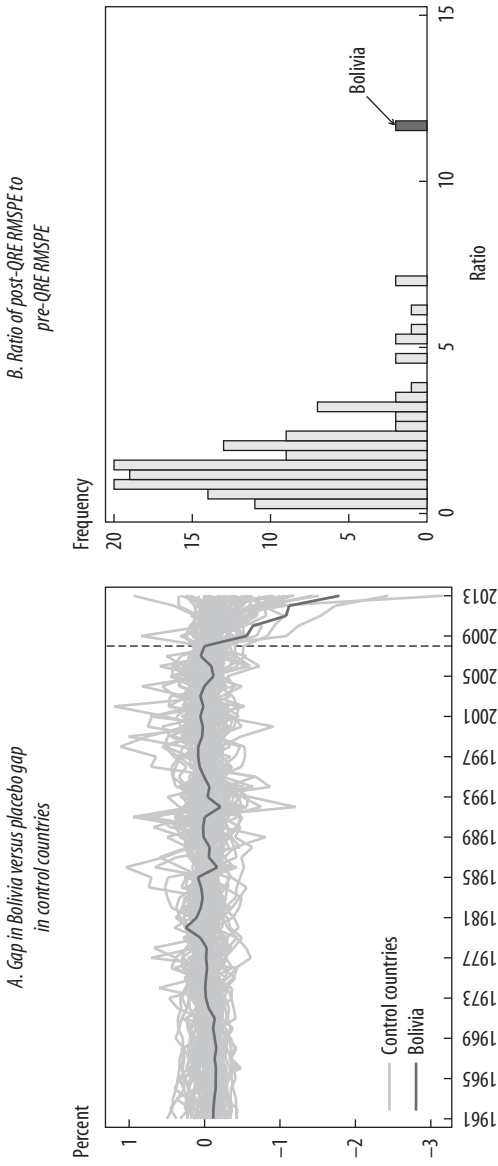 A. Gap in Bolivia versus placebo gap
in control countries
Percent
1
0
–1
–2
–3
Control countries
Bolivia
1961
1965
1969
1973
1977
1981
1985
1989
1993
1997
2001
2005
2009
2013
B. Ratio of post-QRE RMSPE to
pre-QRE RMSPE
Frequency
20
15
10
5
0
Bolivia
0
5
10
15
Ratio